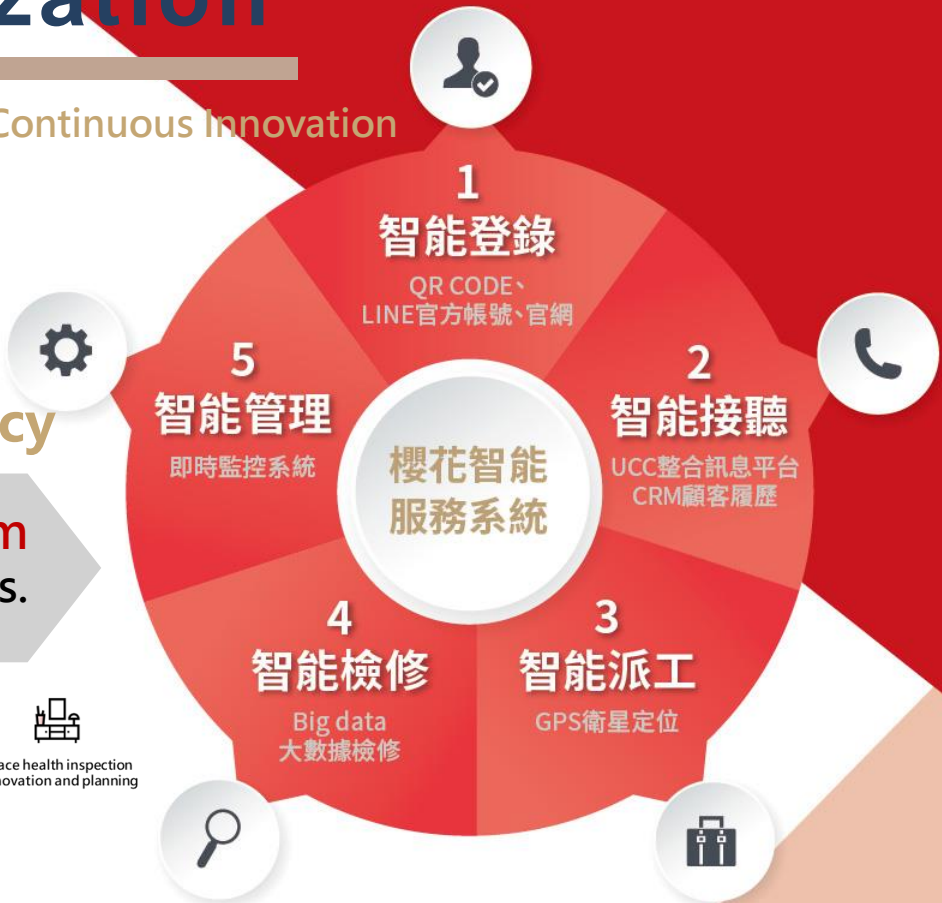 zation
Continuous Innovation
1
智能登錄
QR CODE、
LINE官方帳號、官網
2
智能接聽
UCC整合訊息平台
CRM顧客履歷
3
智能派工
GPS衛星定位
4
智能檢修
Big data
大數據檢修
5
智能管理
即時監控系統
櫻花智能
服務系統
cy
m
s.
ace health inspection
novation and planning